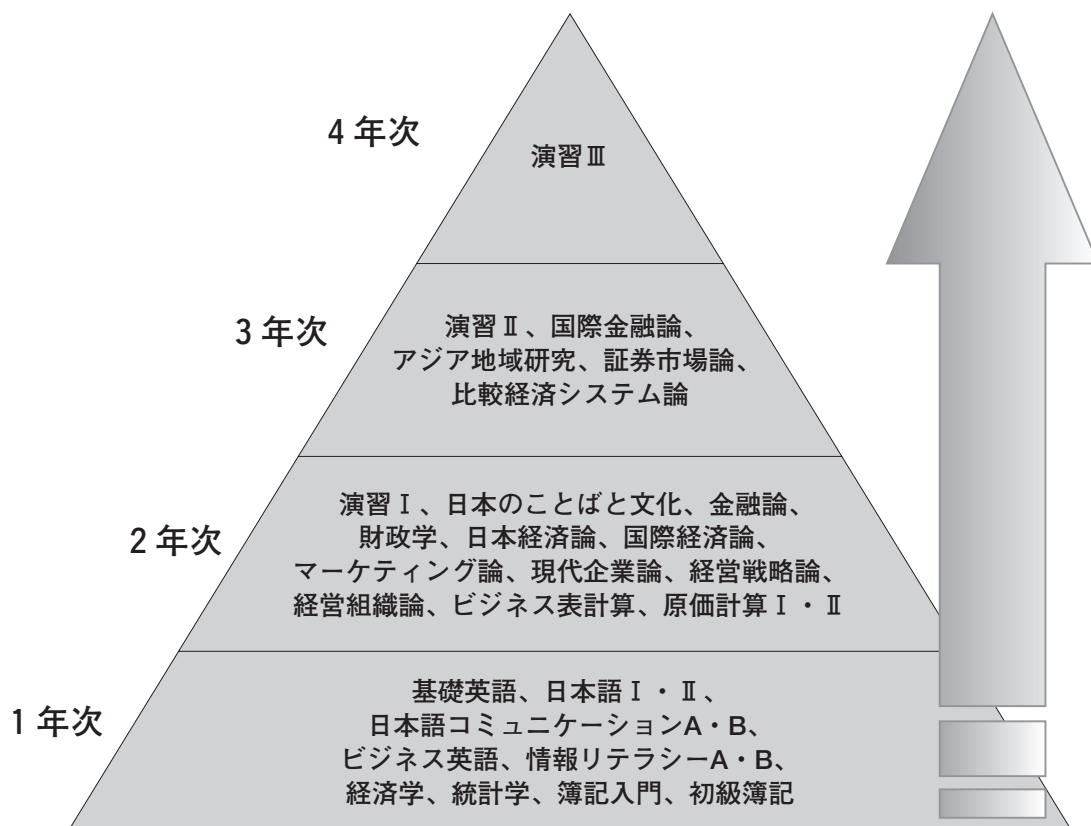 4年次
演習Ⅲ
3年次
演習Ⅱ、国際金融論、
アジア地域研究、証券市場論、
比較経済システム論
2年次
演習Ⅰ、日本のことばと文化、金融論、
財政学、日本経済論、国際経済論、
マーケティング論、現代企業論、経営戦略論、
経営組織論、ビジネス表計算、原価計算Ⅰ・Ⅱ
1年次
基礎英語、日本語Ⅰ・Ⅱ、
日本語コミュニケーションA・B、
ビジネス英語、情報リテラシーA・B、
経済学、統計学、簿記入門、初級簿記